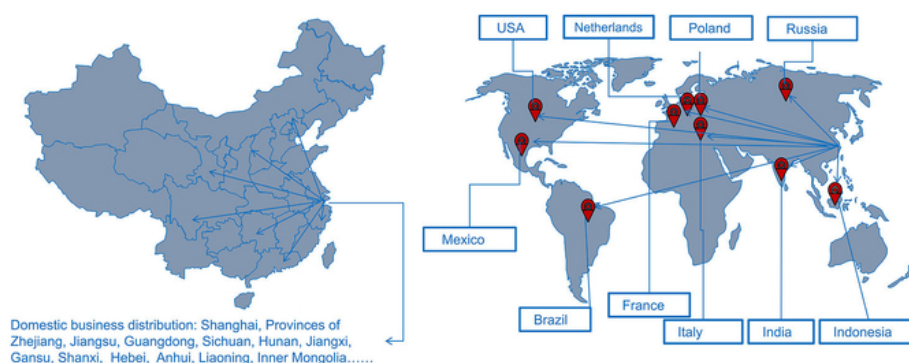 USA
Netherlands
Poland
Russia
Mexico
Brazil
France
Italy
India
Indonesia
Domestic business distribution: Shanghai, Provinces of
Zhejiang, Jiangsu, Guangdong, Sichuan, Hunan, Jiangxi,
Gansu, Shanxi, Hebei, Anhui, Liaoning, Inner Mongolia……